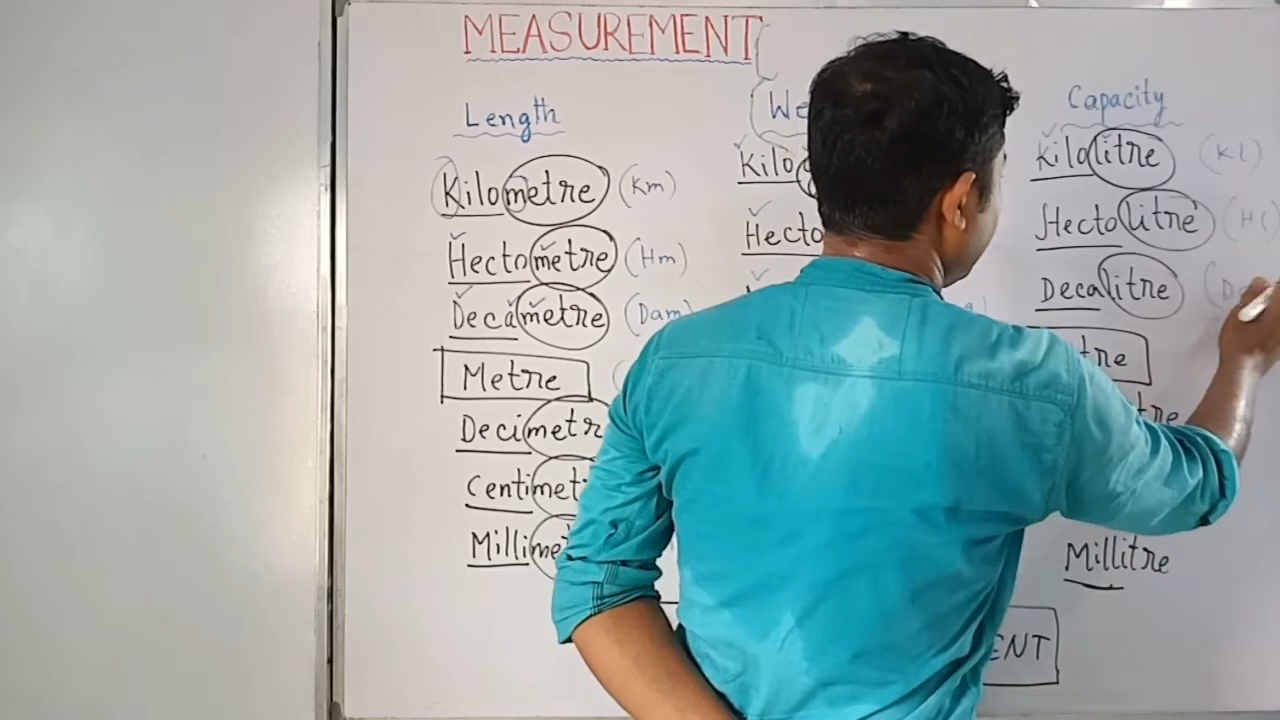 MEASUREMENT
Length
Kilometre (Km)
Hectometre (Hm)
Decametre (Dam)
Metre
Decimetr
Centimet
Millime
We
Kilo
Hecto
Capacity
Kilolitre (Kl)
Hectolitre (Hl)
Decalitre
tre
tre
Millitre
ENT